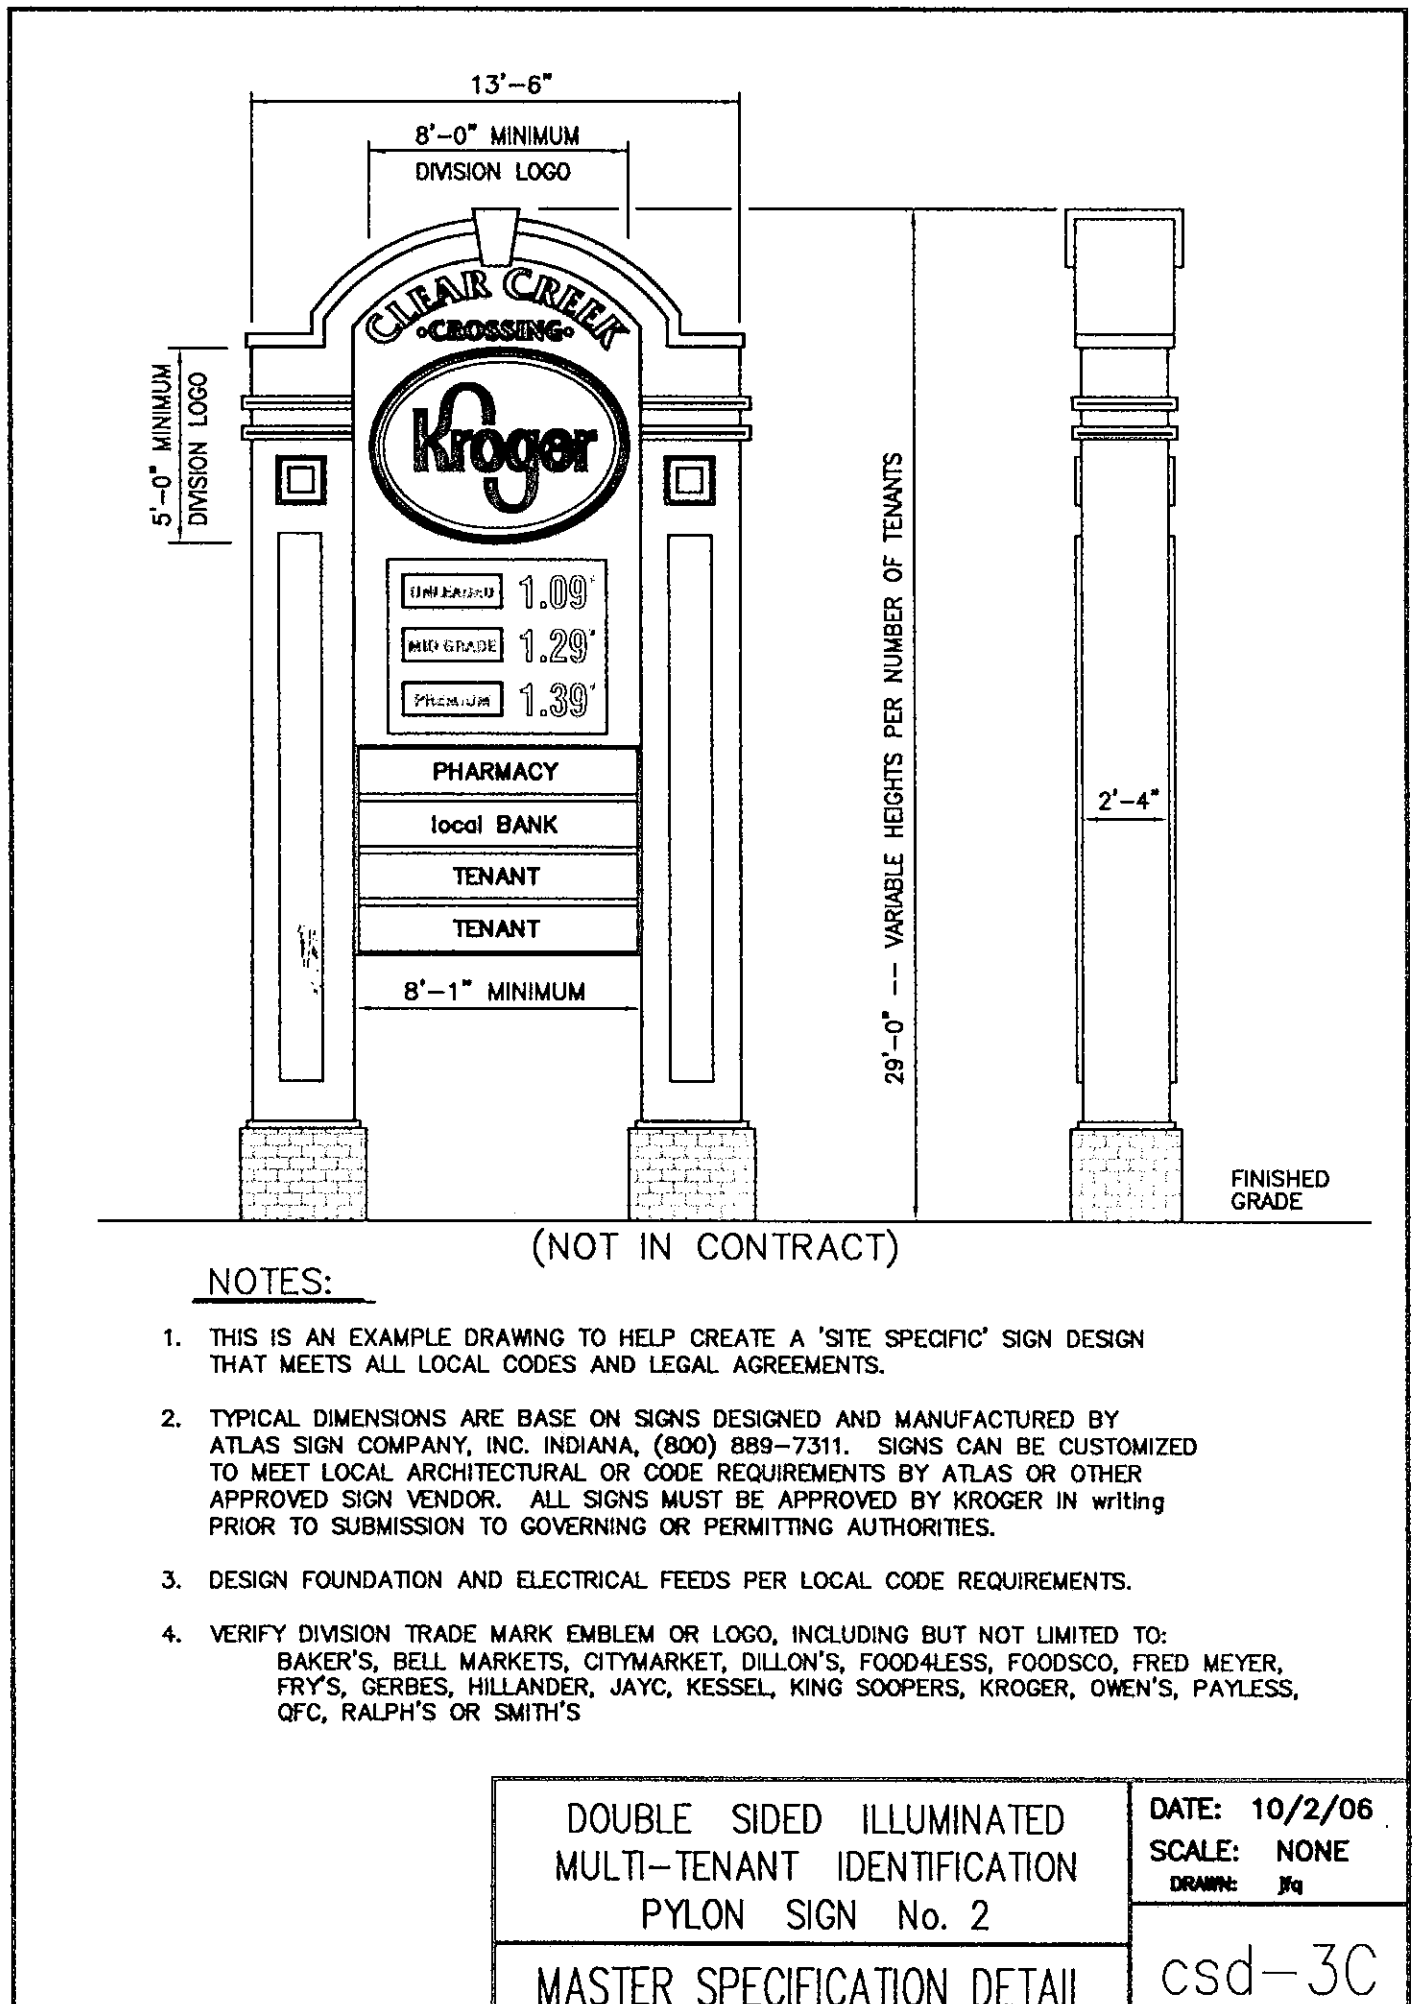 13'-6"
8'-0" MINIMUM
DIVISION LOGO
CLEAR CREEK
CROSSING
5'-0" MINIMUM
DIVISION LOGO
Kroger
UNLEADED 1.09
MID GRADE 1.29
PREMIUM 1.39
PHARMACY
local BANK
TENANT
TENANT
8'-1" MINIMUM
29'-0" -- VARIABLE HEIGHTS PER NUMBER OF TENANTS
2'-4"
FINISHED
GRADE
(NOT IN CONTRACT)
NOTES:
1. THIS IS AN EXAMPLE DRAWING TO HELP CREATE A 'SITE SPECIFIC' SIGN DESIGN
THAT MEETS ALL LOCAL CODES AND LEGAL AGREEMENTS.
2. TYPICAL DIMENSIONS ARE BASE ON SIGNS DESIGNED AND MANUFACTURED BY
ATLAS SIGN COMPANY, INC. INDIANA, (800) 889-7311. SIGNS CAN BE CUSTOMIZED
TO MEET LOCAL ARCHITECTURAL OR CODE REQUIREMENTS BY ATLAS OR OTHER
APPROVED SIGN VENDOR. ALL SIGNS MUST BE APPROVED BY KROGER IN writing
PRIOR TO SUBMISSION TO GOVERNING OR PERMITTING AUTHORITIES.
3. DESIGN FOUNDATION AND ELECTRICAL FEEDS PER LOCAL CODE REQUIREMENTS.
4. VERIFY DIVISION TRADE MARK EMBLEM OR LOGO, INCLUDING BUT NOT LIMITED TO:
BAKER'S, BELL MARKETS, CITYMARKET, DILLON'S, FOOD4LESS, FOODSCO, FRED MEYER,
FRY'S, GERBES, HILLANDER, JAYC, KESSEL, KING SOOPERS, KROGER, OWEN'S, PAYLESS,
QFC, RALPH'S OR SMITH'S
DOUBLE SIDED ILLUMINATED
MULTI-TENANT IDENTIFICATION
PYLON SIGN No. 2
MASTER SPECIFICATION DETAIL
DATE: 10/2/06
SCALE: NONE
DRAWN:
csd-3C